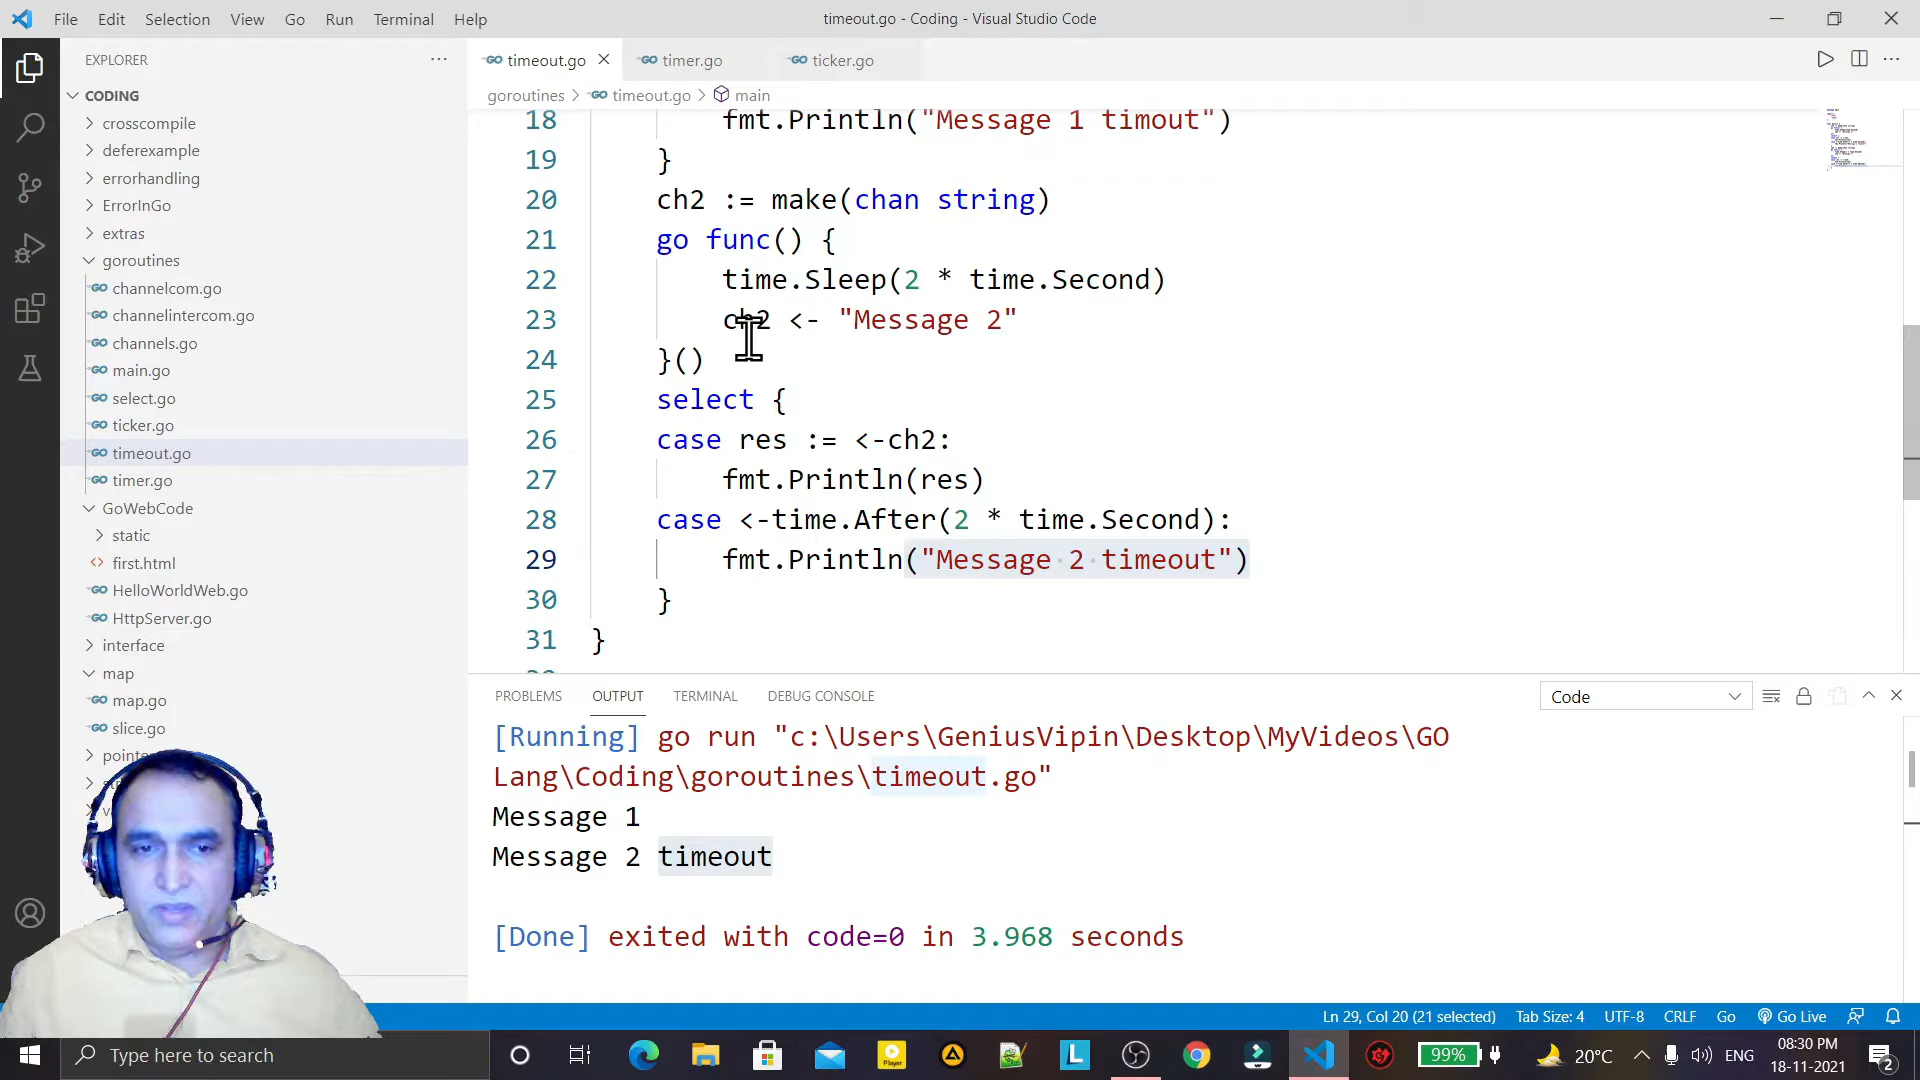 File Edit Selection View Go Run Terminal Help
timeout.go - Coding - Visual Studio Code
EXPLORER
CODING
crosscompile
deferexample
errorhandling
ErrorInGo
extras
goroutines
channelcom.go
channelintercom.go
channels.go
main.go
select.go
ticker.go
timeout.go
timer.go
GoWebCode
static
first.html
HelloWorldWeb.go
HttpServer.go
interface
map
map.go
slice.go
timeout.go timer.go ticker.go
goroutines > timeout.go > main
18 fmt.Println("Message 1 timout")
19 }
20 ch2 := make(chan string)
21 go func() {
22 time.Sleep(2 * time.Second)
23 ch2 <- "Message 2"
24 }()
25 select {
26 case res := <-ch2:
27 fmt.Println(res)
28 case <-time.After(2 * time.Second):
29 fmt.Println("Message 2 timeout")
30 }
31 }
PROBLEMS OUTPUT TERMINAL DEBUG CONSOLE
Code
[Running] go run "c:\Users\GeniusVipin\Desktop\MyVideos\GO
Lang\Coding\goroutines\timeout.go"
Message 1
Message 2 timeout
[Done] exited with code=0 in 3.968 seconds
Ln 29, Col 20 (21 selected) Tab Size: 4 UTF-8 CRLF Go Go Live
Type here to search
Player
L
99%
20°C
ENG
08:30 PM
18-11-2021
2